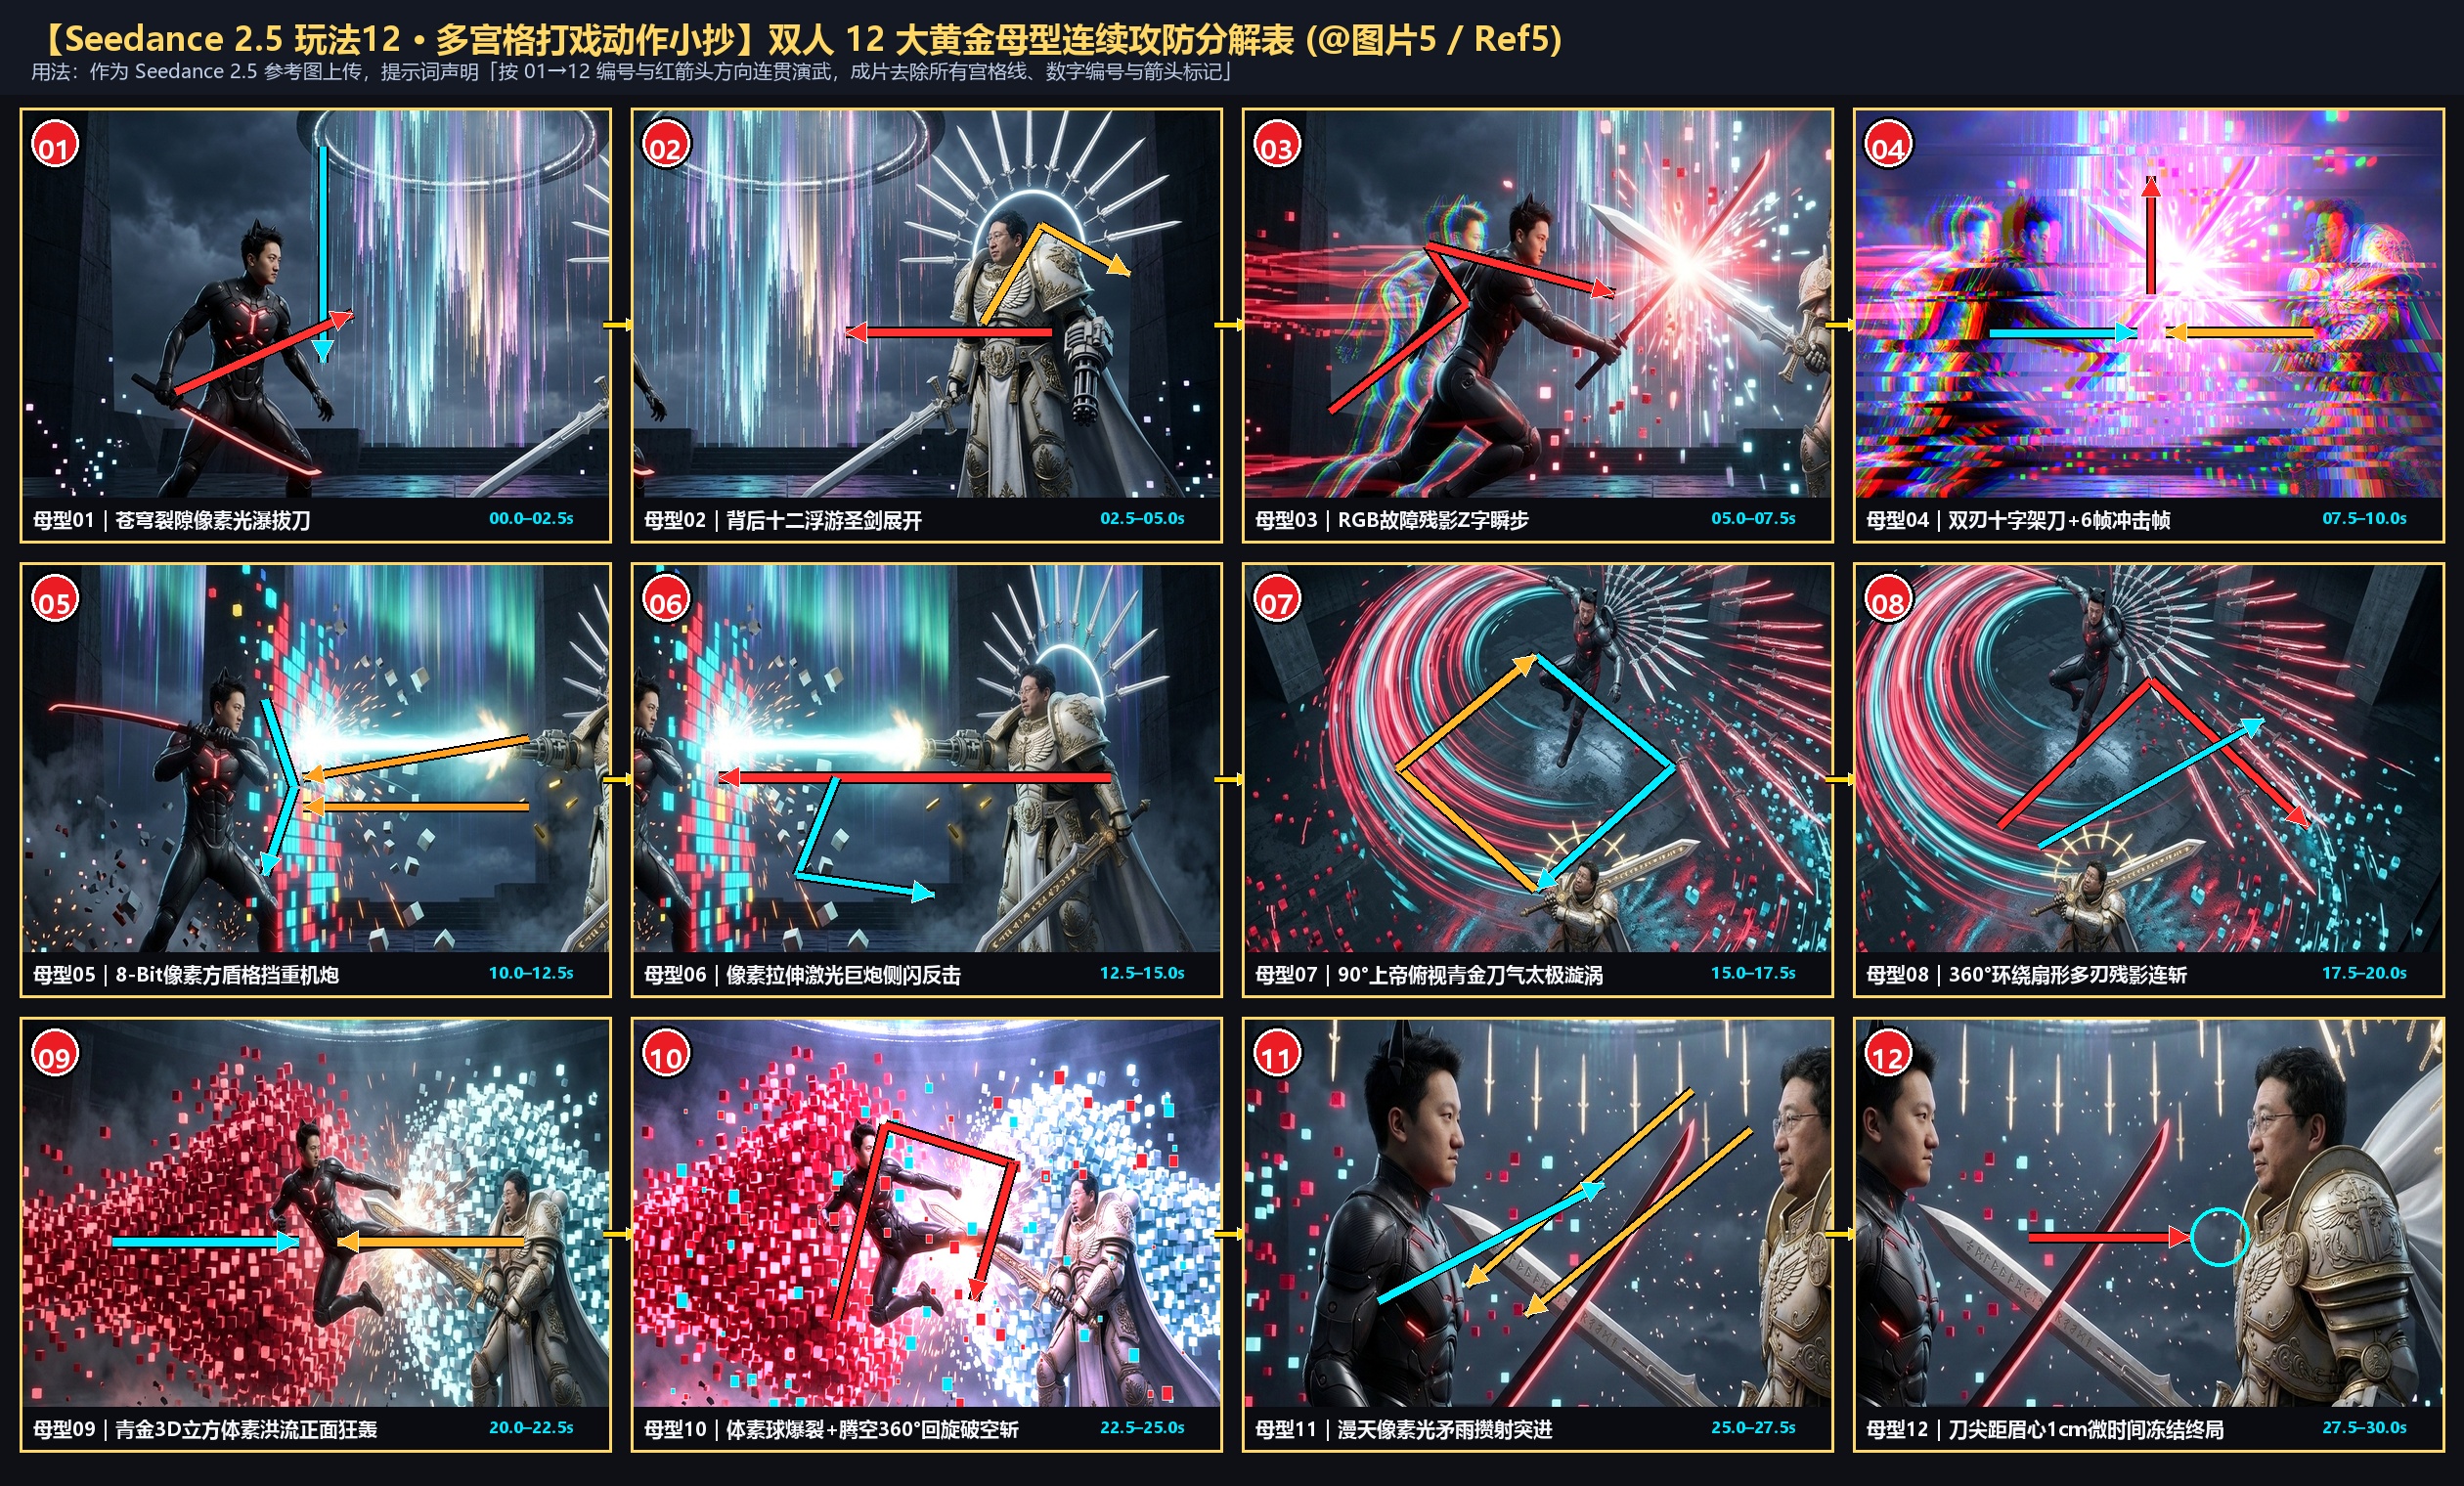 【Seedance 2.5 玩法12 • 多宫格打戏动作小抄】双人 12 大黄金母型连续攻防分解表 (@图片5 / Ref5)
用法：作为 Seedance 2.5 参考图上传，提示词声明「按 01→12 编号与红箭头方向连贯演武，成片去除所有宫格线、数字编号与箭头标记」
01
02
03
04
母型01｜苍穹裂隙像素光瀑拔刀 00.0–02.5s
母型02｜背后十二浮游圣剑展开 02.5–05.0s
母型03｜RGB故障残影Z字瞬步 05.0–07.5s
母型04｜双刃十字架刀+6帧冲击帧 07.5–10.0s
05
06
07
08
母型05｜8-Bit像素方盾格挡重机炮 10.0–12.5s
母型06｜像素拉伸激光巨炮侧闪反击 12.5–15.0s
母型07｜90°上帝俯视青金刀气太极漩涡 15.0–17.5s
母型08｜360°环绕扇形多刃残影连斩 17.5–20.0s
09
10
11
12
母型09｜青金3D立方体素洪流正面狂轰 20.0–22.5s
母型10｜体素球爆裂+腾空360°回旋破空斩 22.5–25.0s
母型11｜漫天像素光矛雨攒射突进 25.0–27.5s
母型12｜刀尖距眉心1cm微时间冻结终局 27.5–30.0s